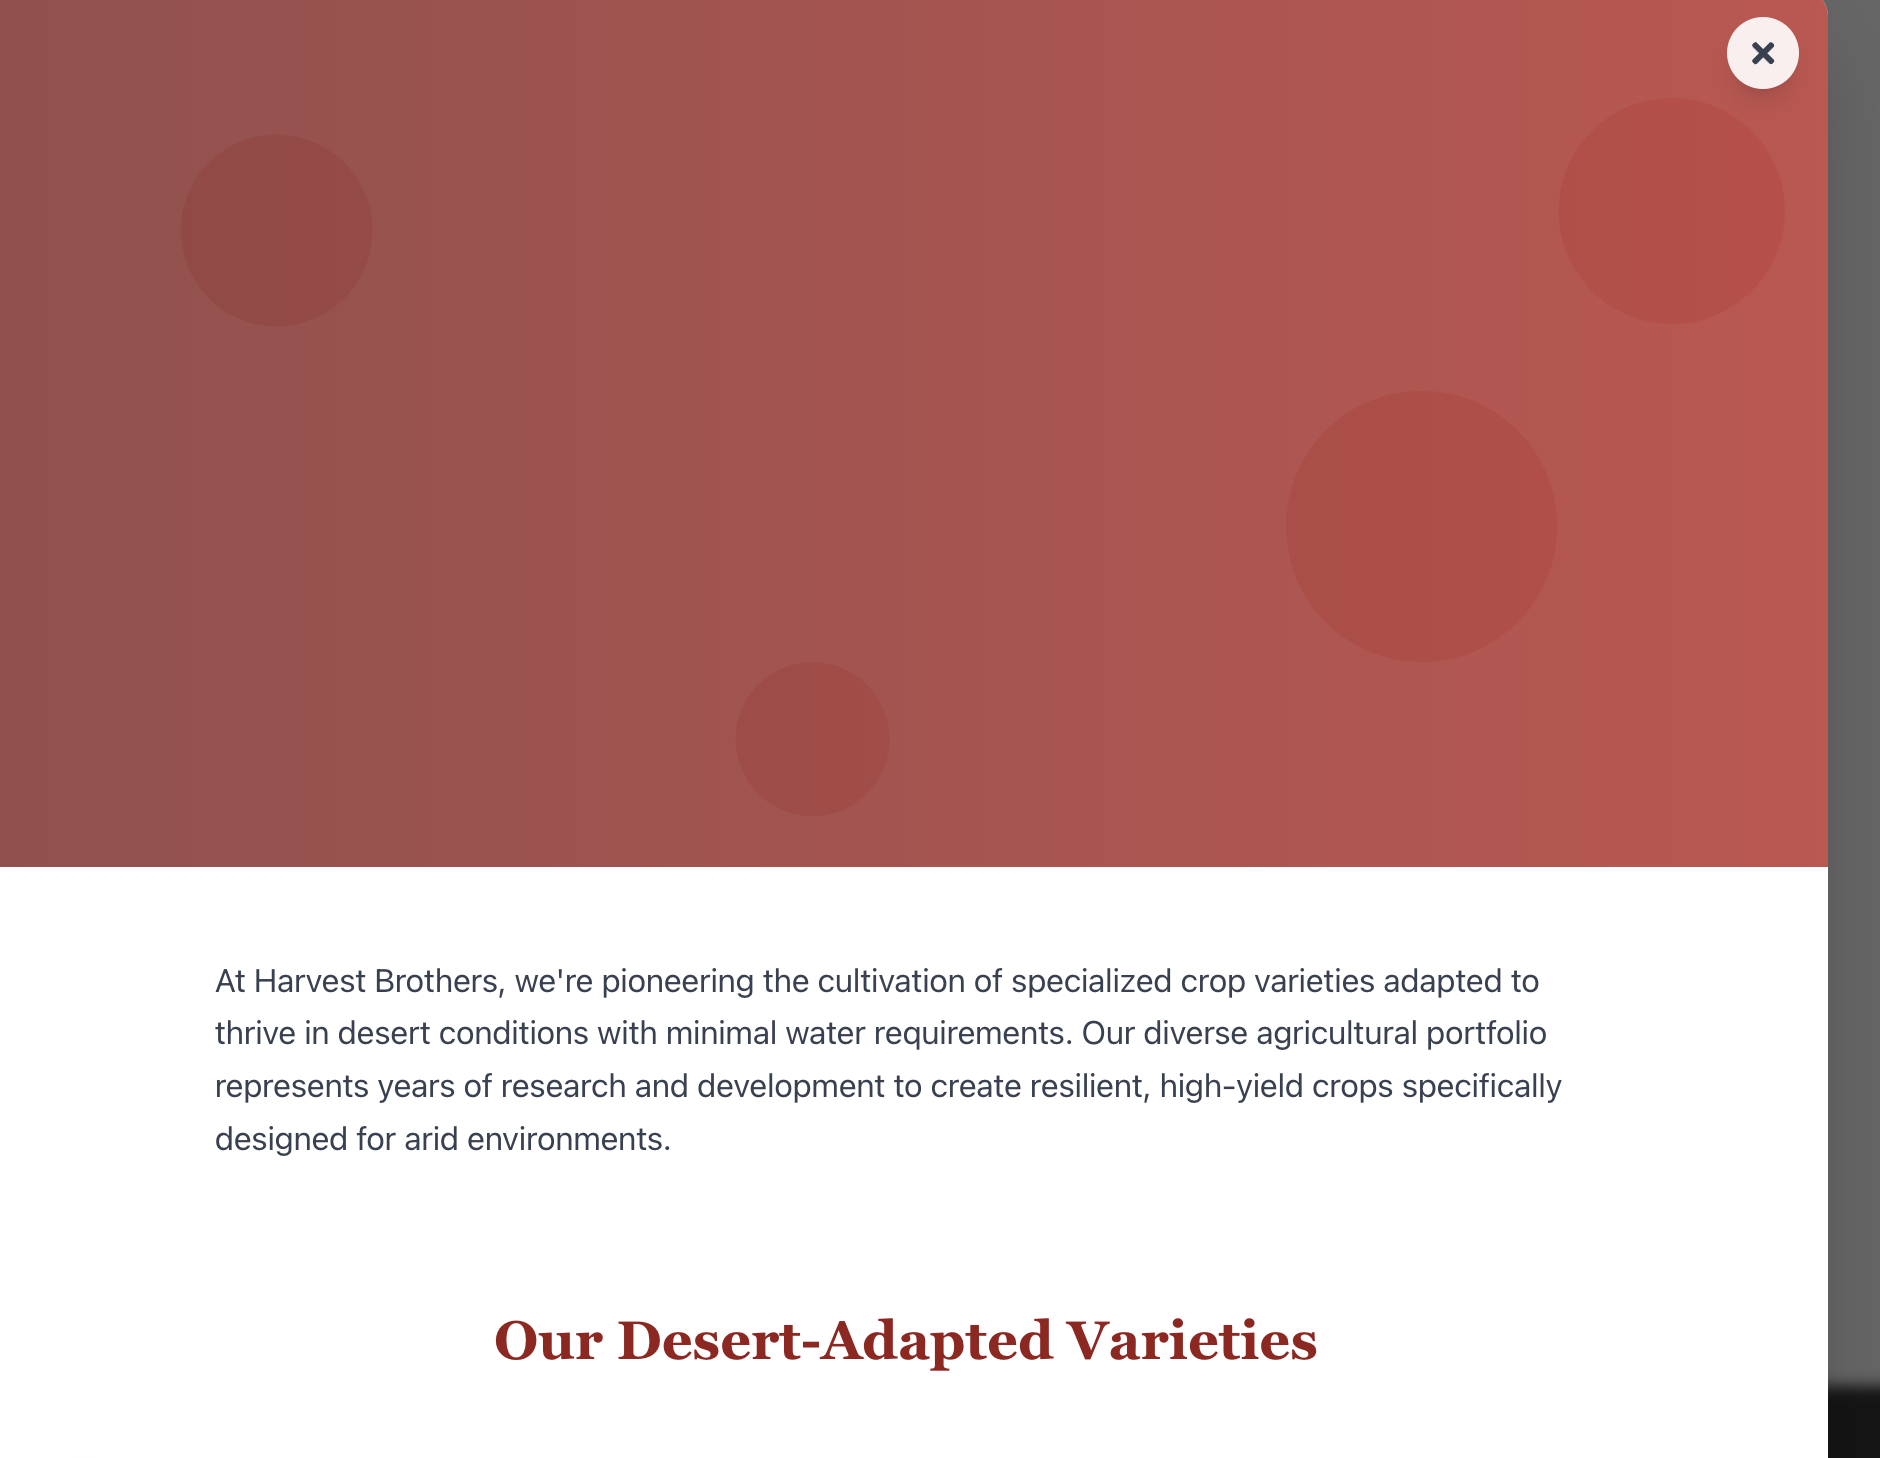 At Harvest Brothers, we're pioneering the cultivation of specialized crop varieties adapted to
thrive in desert conditions with minimal water requirements. Our diverse agricultural portfolio
represents years of research and development to create resilient, high-yield crops specifically
designed for arid environments.
Our Desert-Adapted Varieties